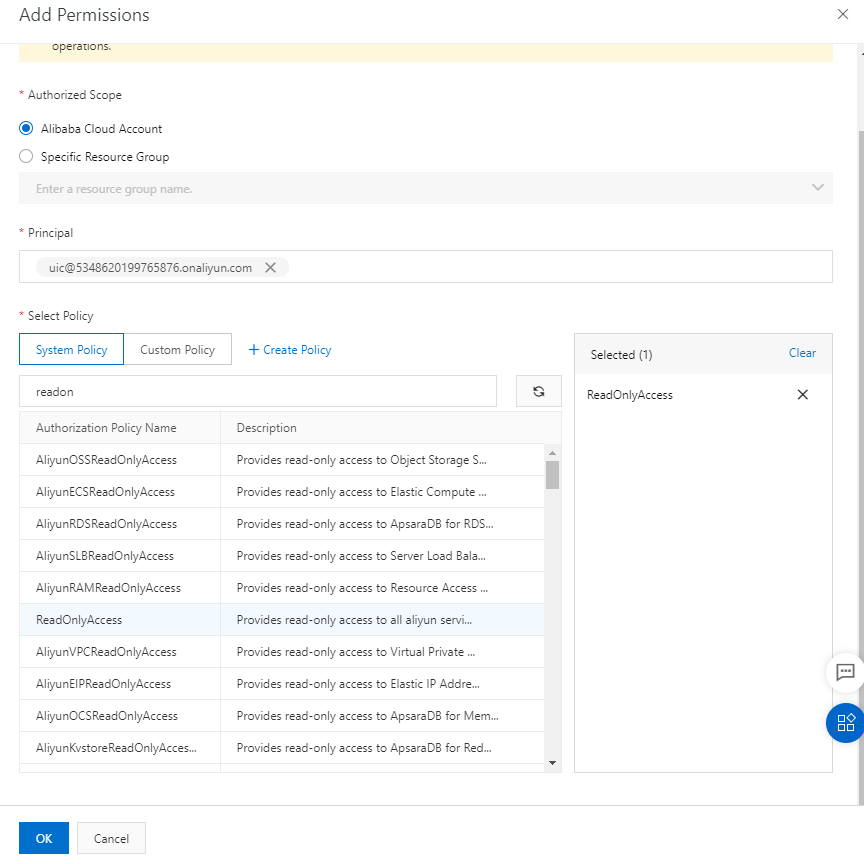 Add Permissions
operations.
* Authorized Scope
Alibaba Cloud Account
Specific Resource Group
Enter a resource group name.
* Principal
uic@5348620199765876.onaliyun.com
* Select Policy
System Policy Custom Policy + Create Policy
Selected (1) Clear
readon
ReadOnlyAccess
Authorization Policy Name Description
AliyunOSSReadOnlyAccess Provides read-only access to Object Storage S...
AliyunECSReadOnlyAccess Provides read-only access to Elastic Compute ...
AliyunRDSReadOnlyAccess Provides read-only access to ApsaraDB for RDS...
AliyunSLBReadOnlyAccess Provides read-only access to Server Load Bala...
AliyunRAMReadOnlyAccess Provides read-only access to Resource Access ...
ReadOnlyAccess Provides read-only access to all aliyun servi...
AliyunVPCReadOnlyAccess Provides read-only access to Virtual Private ...
AliyunEIPReadOnlyAccess Provides read-only access to Elastic IP Addre...
AliyunOCSReadOnlyAccess Provides read-only access to ApsaraDB for Mem...
AliyunKvstoreReadOnlyAcces... Provides read-only access to ApsaraDB for Red...
OK Cancel